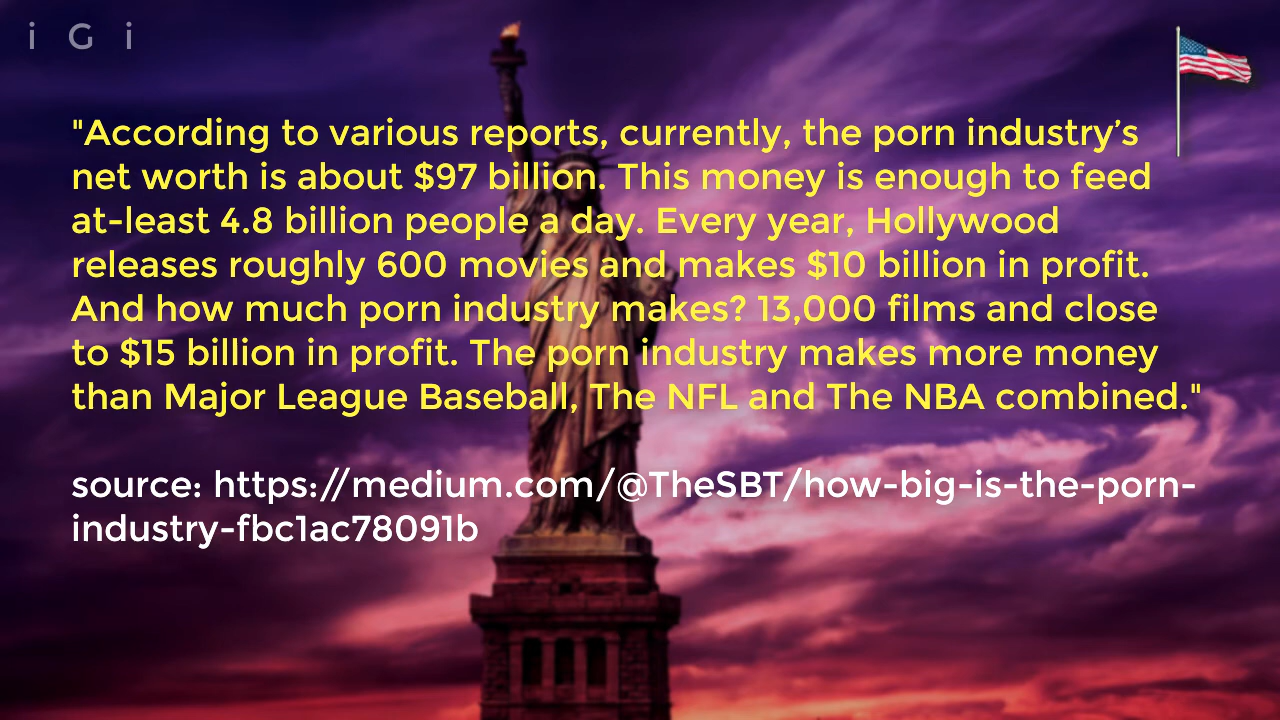 i G i
"According to various reports, currently, the porn industry’s
net worth is about $97 billion. This money is enough to feed
at-least 4.8 billion people a day. Every year, Hollywood
releases roughly 600 movies and makes $10 billion in profit.
And how much porn industry makes? 13,000 films and close
to $15 billion in profit. The porn industry makes more money
than Major League Baseball, The NFL and The NBA combined."
source: https://medium.com/@TheSBT/how-big-is-the-porn-
industry-fbc1ac78091b